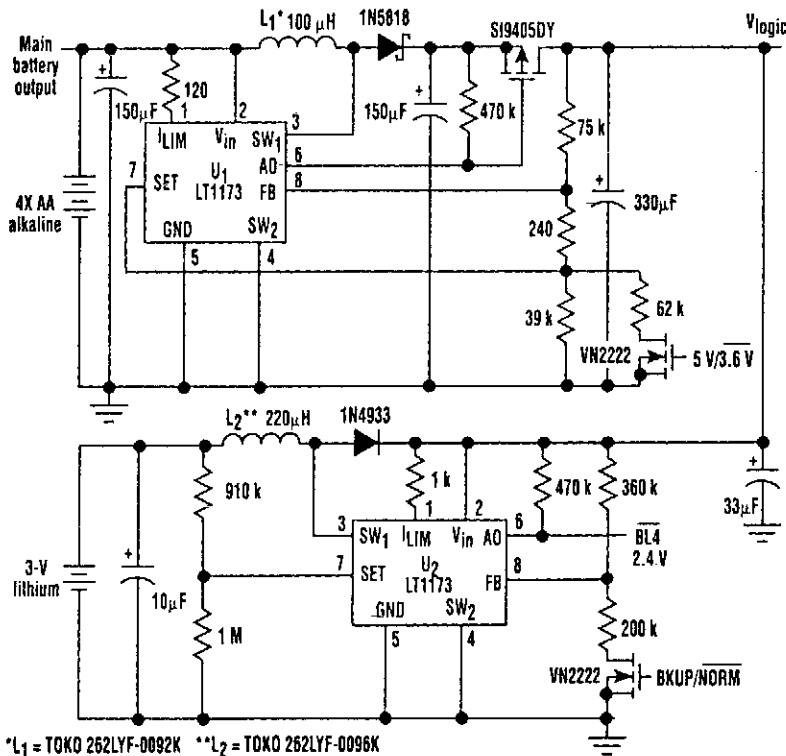 Main battery output
L1* 100 µH
1N5818
SI9405DY
Vlogic
+
150µF
120
1
ILIM
2
Vin
3
SW1
6
AO
8
FB
7
SET
U1
LT1173
GND
5
SW2
4
4X AA alkaline
+
150µF
470 k
75 k
240
39 k
+
330µF
62 k
VN2222
5 V/3.6 V
L2** 220µH
1N4933
910 k
1 k
470 k
360 k
+
33µF
3-V lithium
+
10µF
1 M
3
SW1
1
ILIM
2
Vin
6
AO
BL4
2.4.V
7
SET
U2
LT1173
8
FB
GND
5
SW2
4
200 k
VN2222
BKUP/NORM
*L1 = TOKO 262LYF-0092K **L2 = TOKO 262LYF-0096K